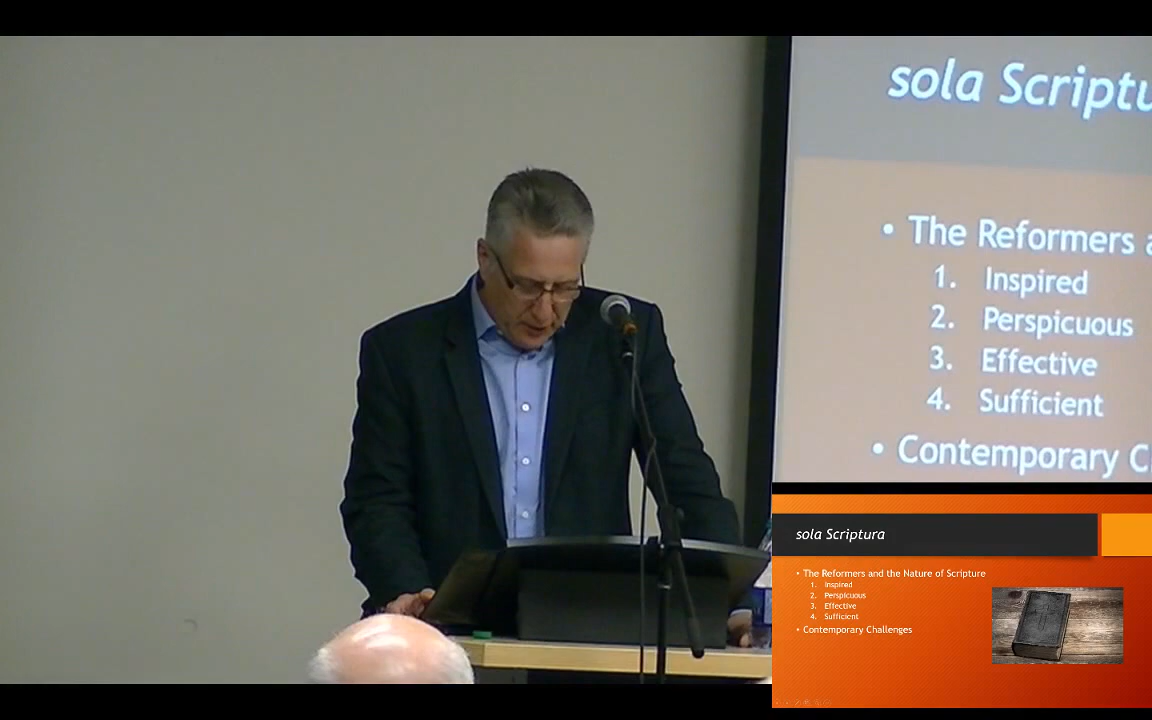 sola Scriptu
• The Reformers a
1. Inspired
2. Perspicuous
3. Effective
4. Sufficient
• Contemporary C
sola Scriptura
• The Reformers and the Nature of Scripture
1. Inspired
2. Perspicuous
3. Effective
4. Sufficient
• Contemporary Challenges